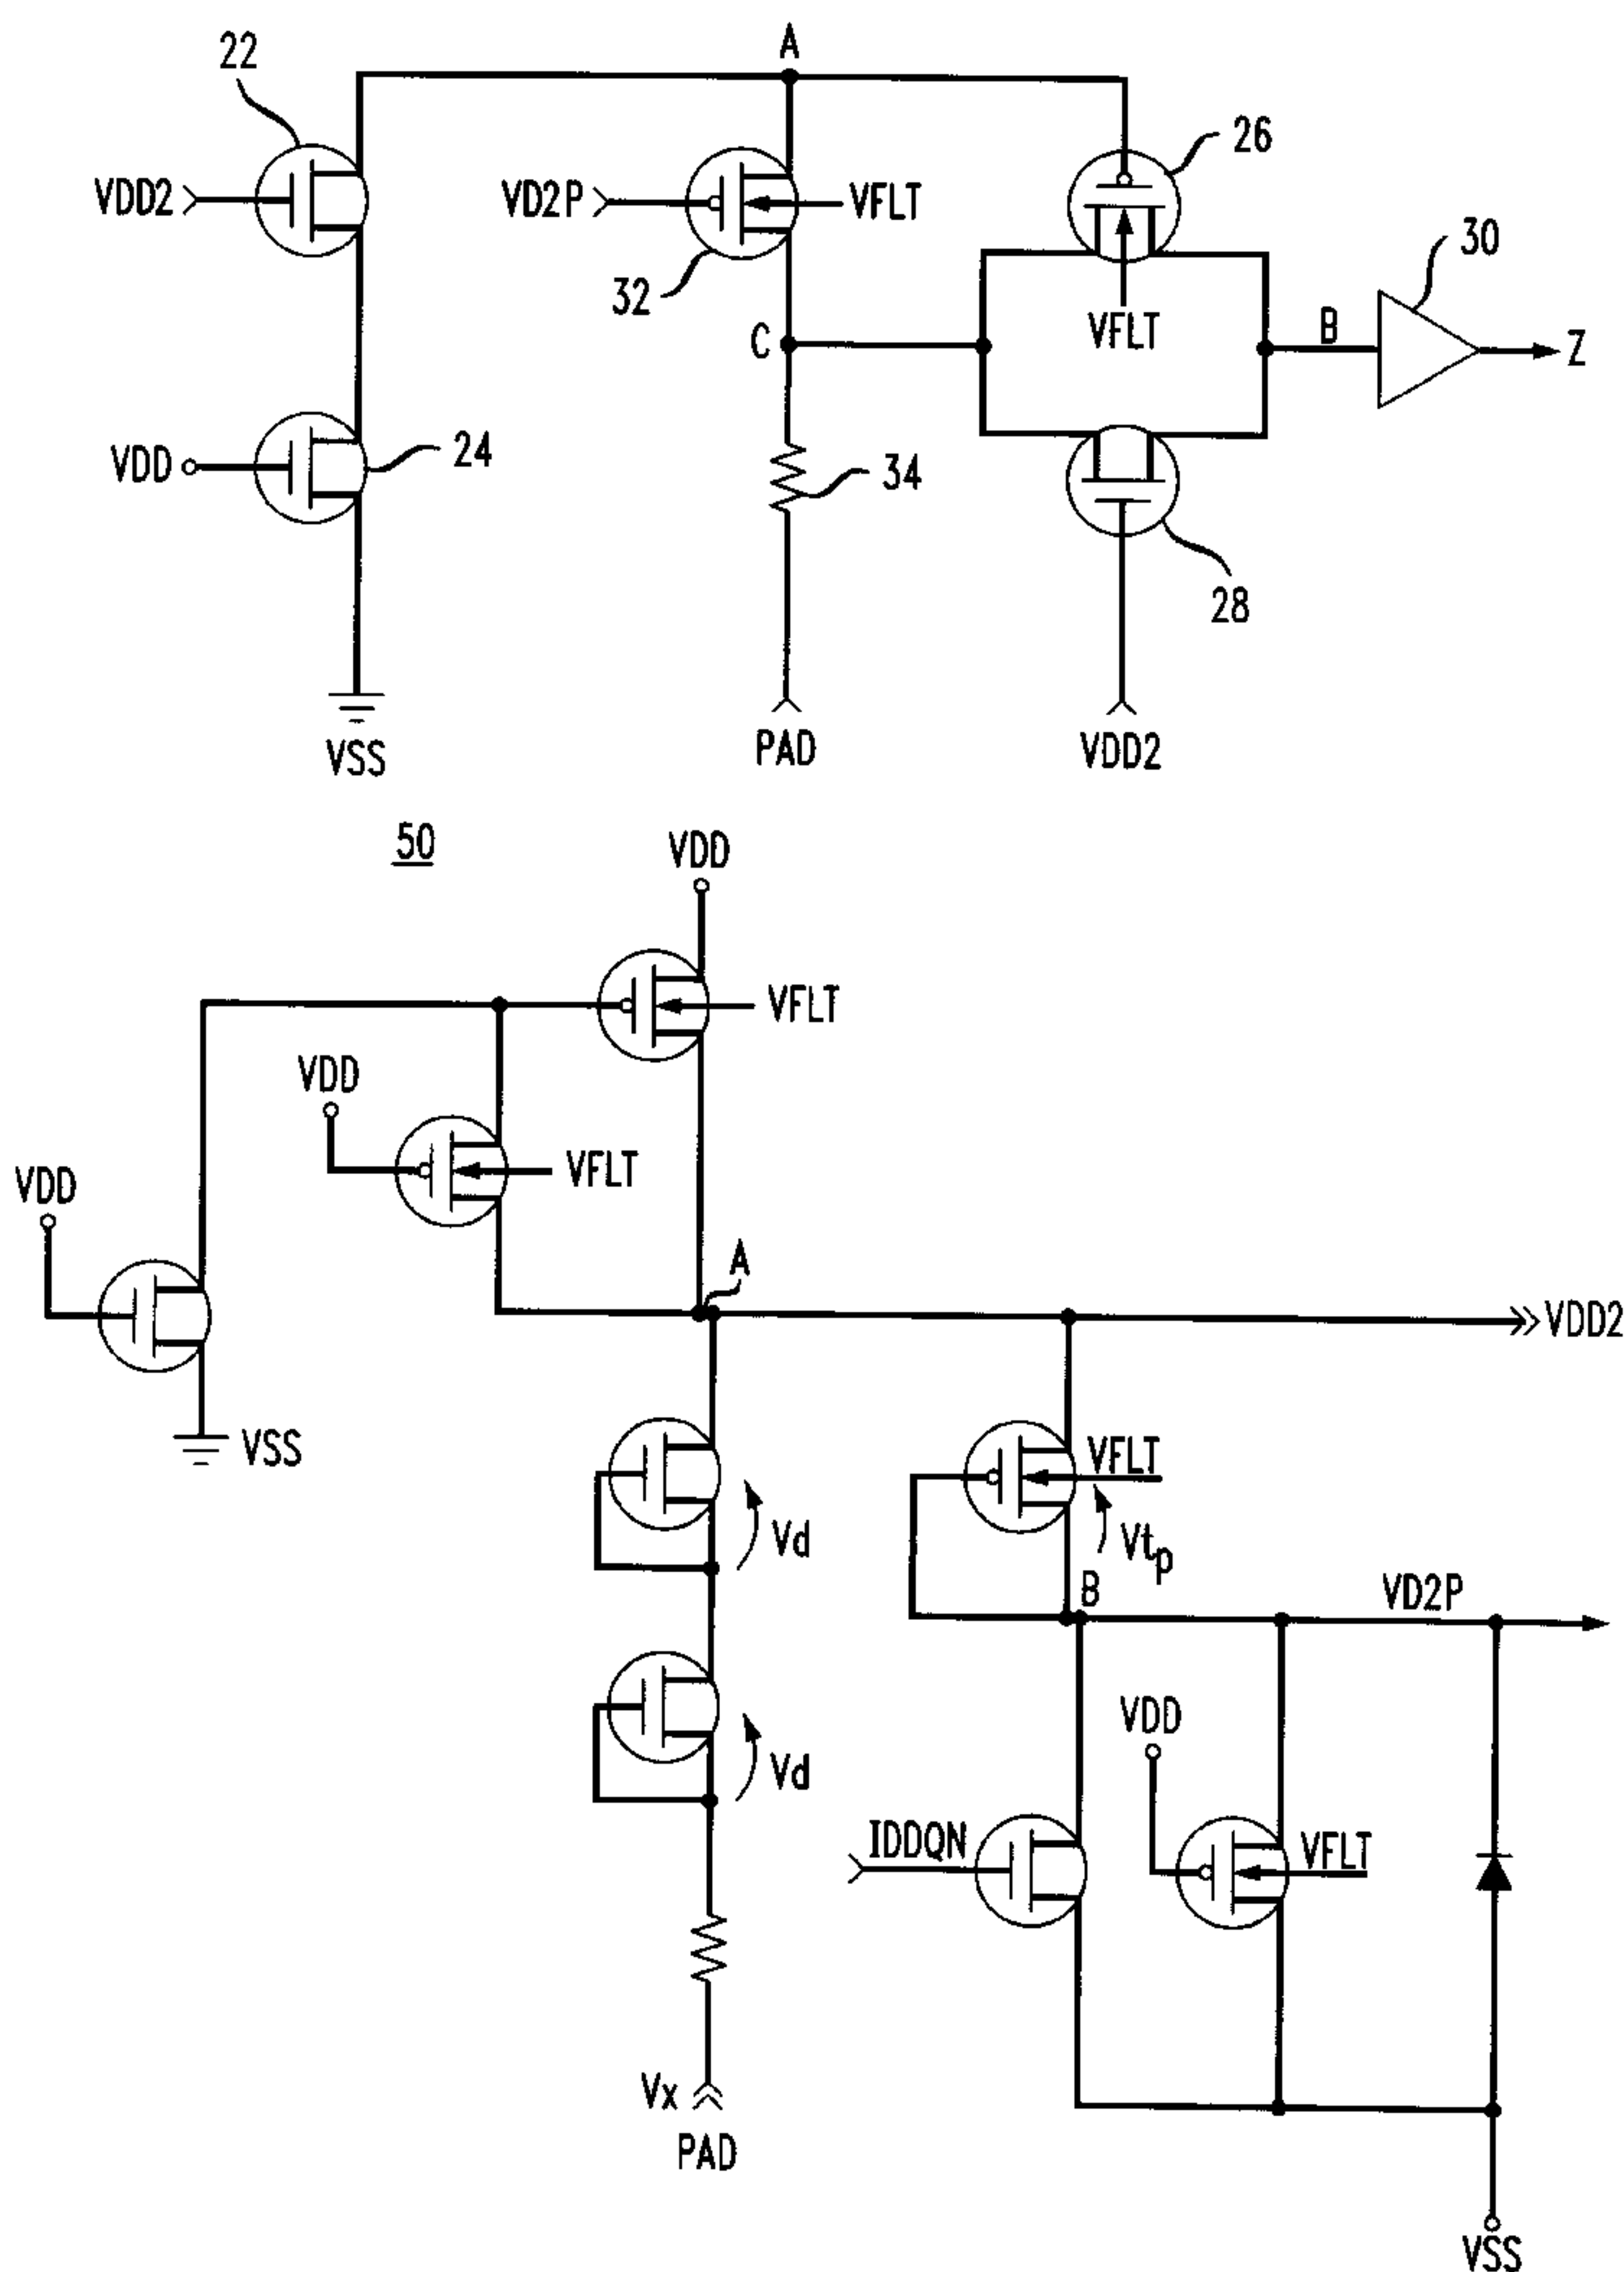 A
22
26
VDD2
VD2P
VFLT
30
32
C
VFLT
B
Z
VDD
24
34
28
VSS
PAD
VDD2
50
VDD
VFLT
VDD
VFLT
VDD
A
VDD2
VSS
VFLT
Vd
Vtp
B
VD2P
VDD
Vd
IDDQN
VFLT
Vx
PAD
VSS